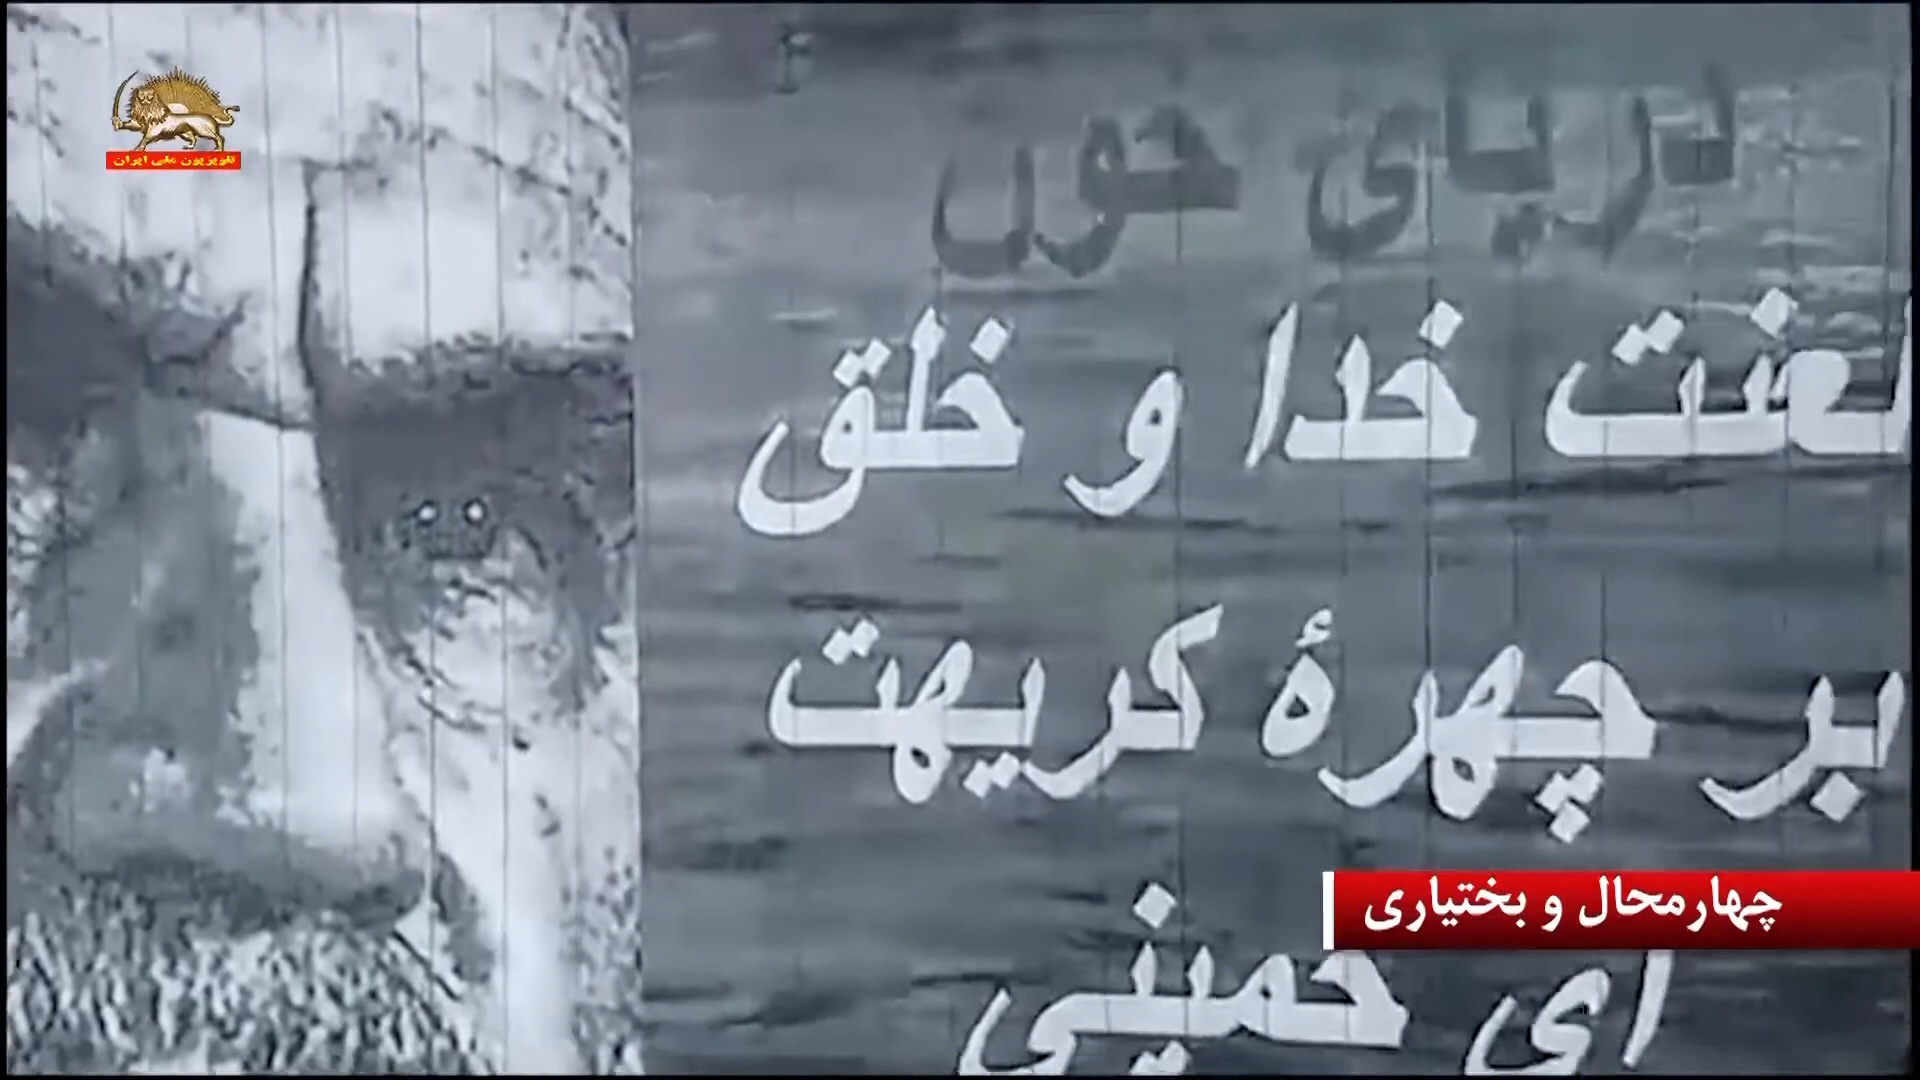 تلویزیون ملی ایران
دریای خون
لعنت خدا و خلق
بر چهرهٔ کریهت
ای خمینی
چهارمحال و بختیاری